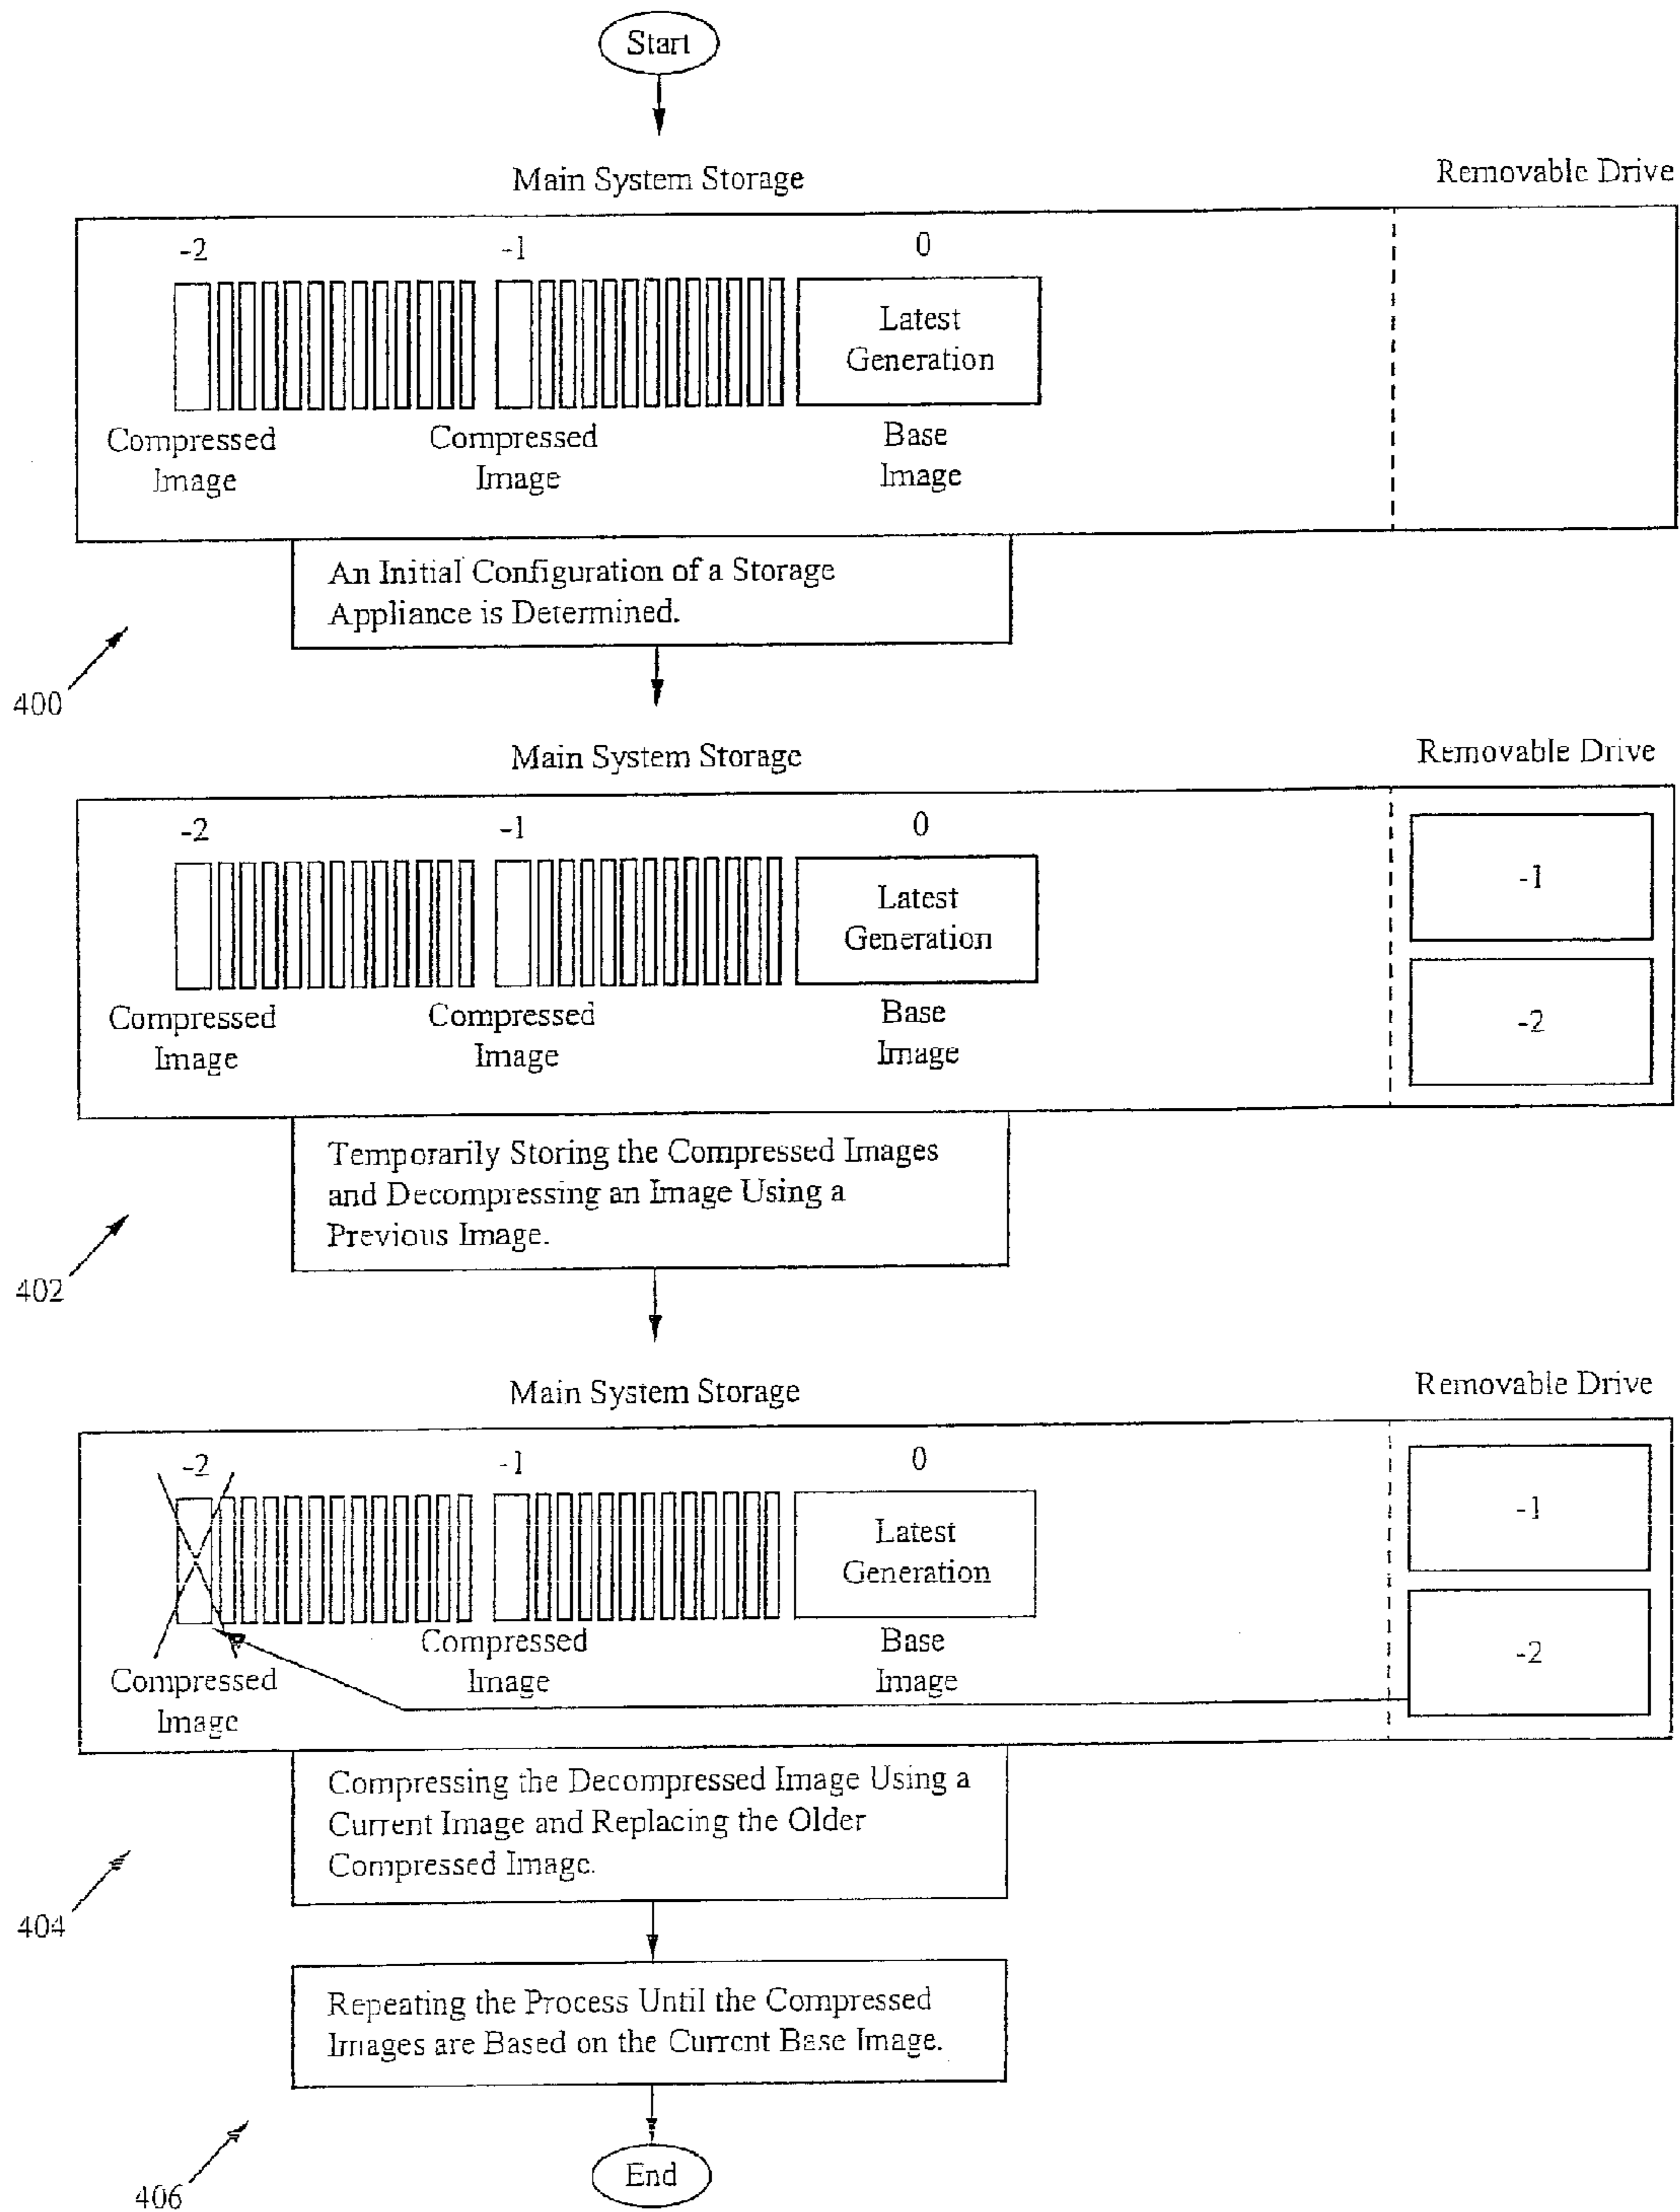 Start
Main System Storage
Removable Drive
-2
-1
0
Latest
Generation
Compressed
Image
Compressed
Image
Base
Image
An Initial Configuration of a Storage
Appliance is Determined.
400
Main System Storage
Removable Drive
-2
-1
0
Latest
Generation
-1
-2
Compressed
Image
Compressed
Image
Base
Image
Temporarily Storing the Compressed Images
and Decompressing an Image Using a
Previous Image.
402
Main System Storage
Removable Drive
-2
-1
0
Latest
Generation
-1
-2
Compressed
Image
Compressed
Image
Base
Image
Compressing the Decompressed Image Using a
Current Image and Replacing the Older
Compressed Image.
404
Repeating the Process Until the Compressed
Images are Based on the Current Base Image.
406
End